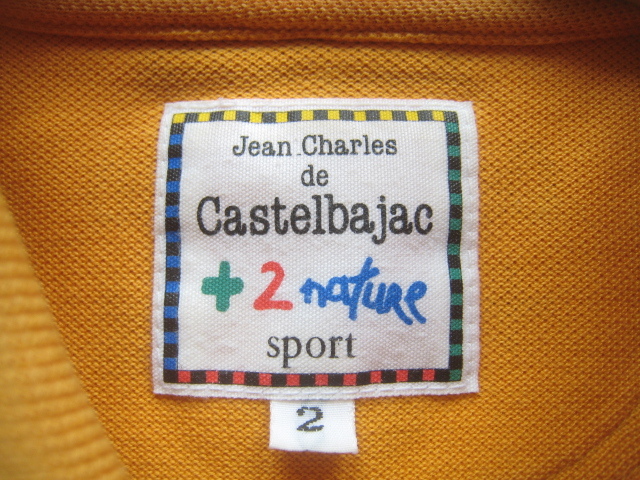 Jean Charles
de
Castelbajac
+2 nature
sport
2